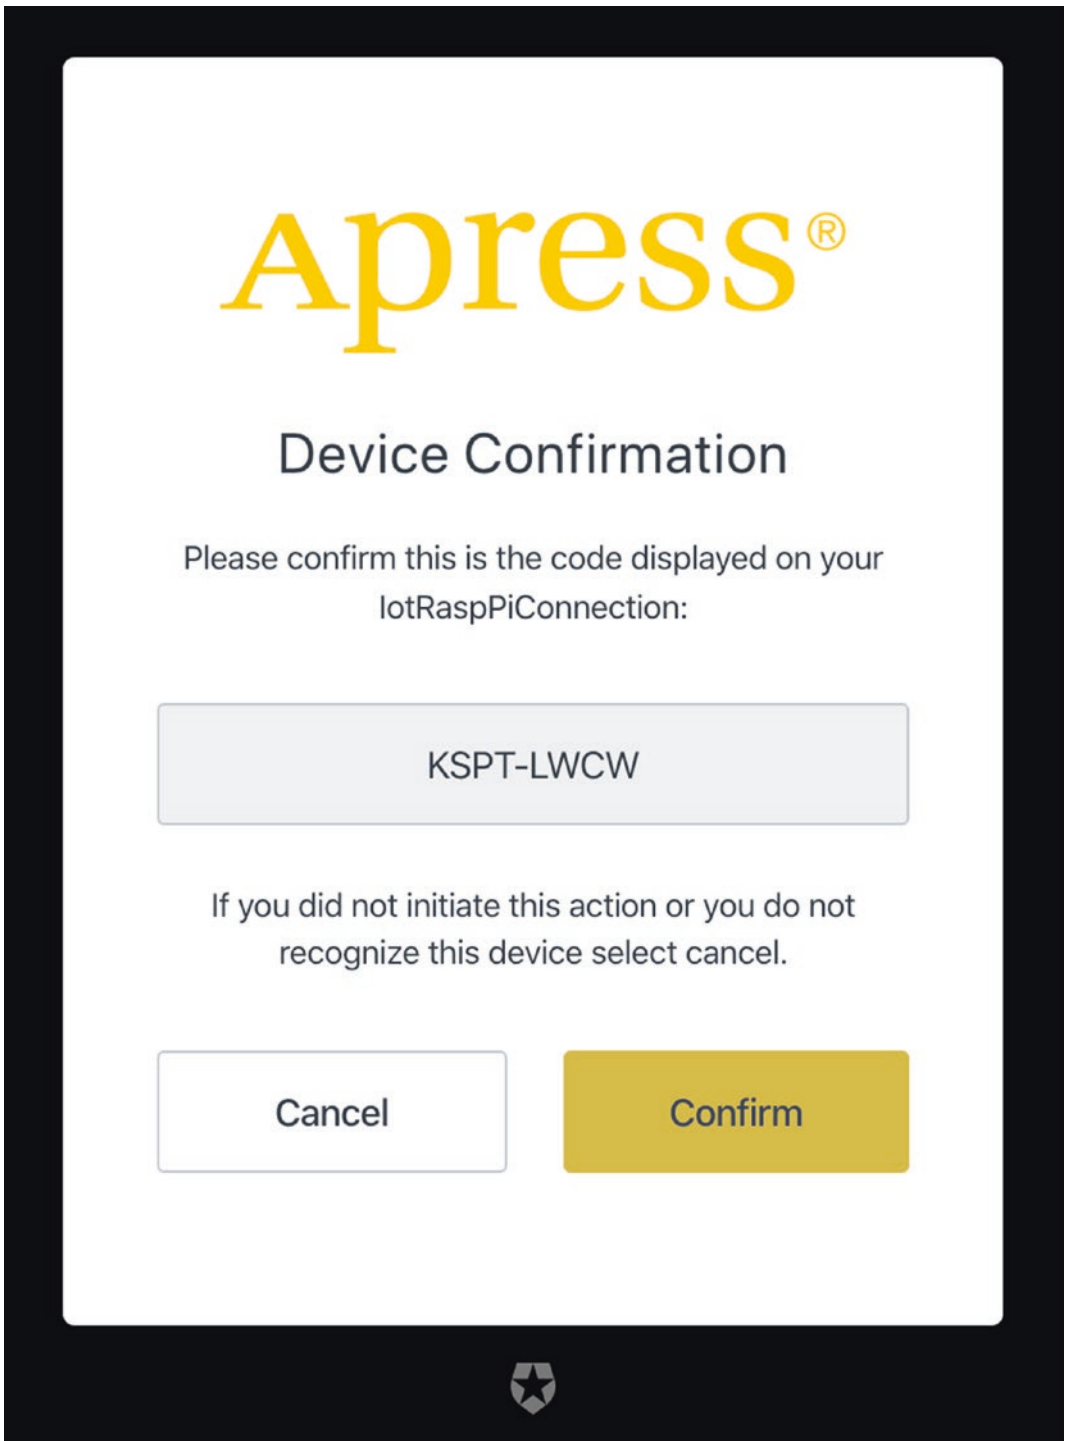 Apress®
Device Confirmation
Please confirm this is the code displayed on your
IotRaspPiConnection:
KSPT-LWCW
If you did not initiate this action or you do not
recognize this device select cancel.
Cancel
Confirm